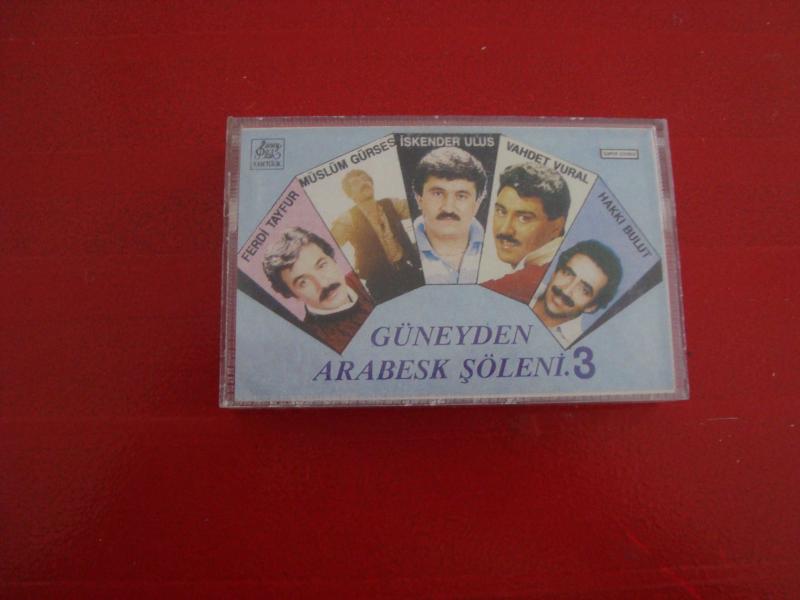 FERDİ TAYFUR
MÜSLÜM GÜRSES
İSKENDER ULUS
VAHDET VURAL
HAKKI BULUT
GÜNEYDEN
ARABESK ŞÖLENİ.3